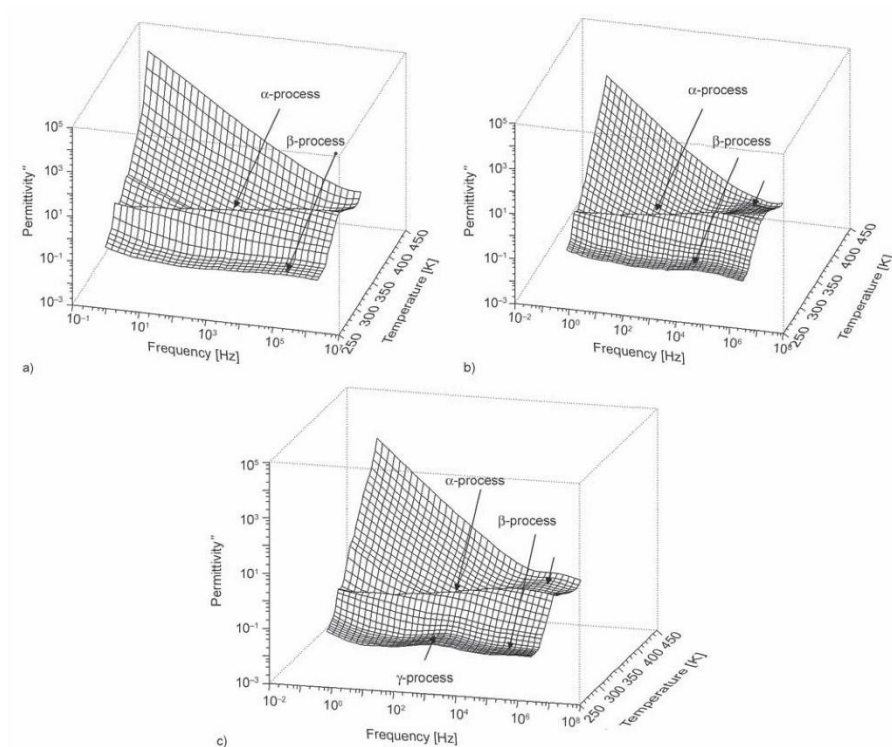 α-process
β-process
Permittivity"
10⁵
10³
10¹
10⁻¹
10⁻³
10⁻¹
10¹
10³
10⁵
10⁷
Frequency [Hz]
250
300
350
400
450
Temperature [K]
a)
α-process
β-process
Permittivity"
10⁵
10³
10¹
10⁻¹
10⁻³
10⁻²
10⁰
10²
10⁴
10⁶
10⁸
Frequency [Hz]
250
300
350
400
450
Temperature [K]
b)
α-process
β-process
γ-process
Permittivity"
10⁵
10³
10¹
10⁻¹
10⁻³
10⁻²
10⁰
10²
10⁴
10⁶
10⁸
Frequency [Hz]
250
300
350
400
450
Temperature [K]
c)